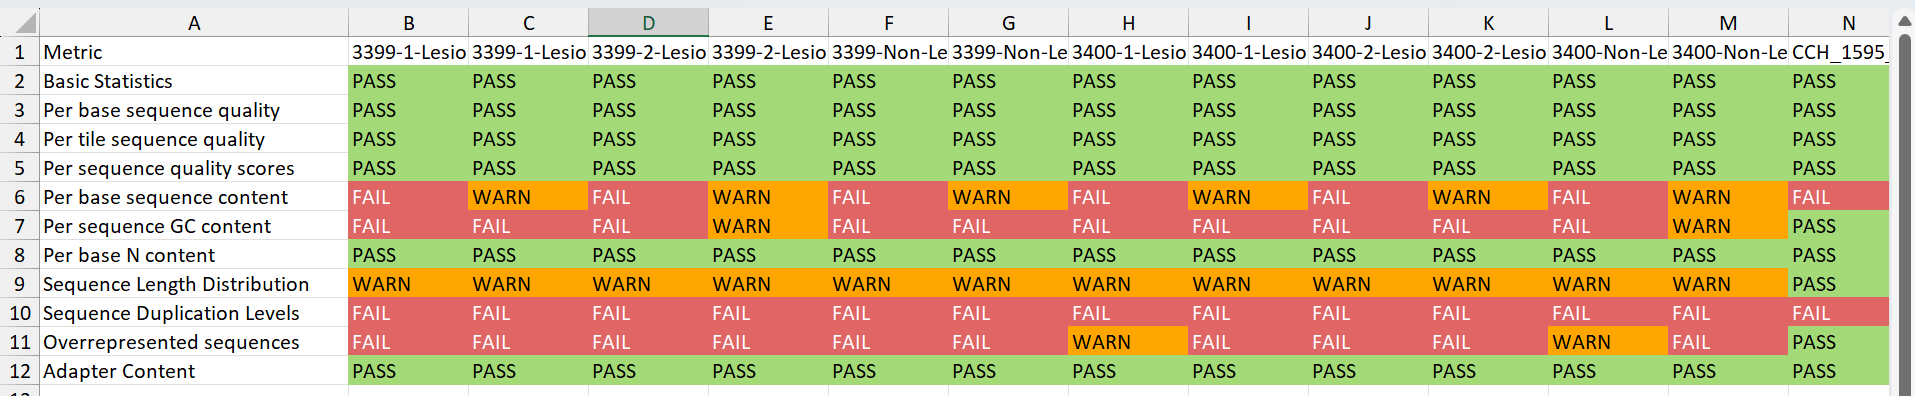 A B C D E F G H I J K L M N
1 Metric 3399-1-Lesio 3399-1-Lesio 3399-2-Lesio 3399-2-Lesio 3399-Non-Le 3399-Non-Le 3400-1-Lesio 3400-1-Lesio 3400-2-Lesio 3400-2-Lesio 3400-Non-Le 3400-Non-Le CCH_1595_
2 Basic Statistics PASS PASS PASS PASS PASS PASS PASS PASS PASS PASS PASS PASS PASS
3 Per base sequence quality PASS PASS PASS PASS PASS PASS PASS PASS PASS PASS PASS PASS PASS
4 Per tile sequence quality PASS PASS PASS PASS PASS PASS PASS PASS PASS PASS PASS PASS PASS
5 Per sequence quality scores PASS PASS PASS PASS PASS PASS PASS PASS PASS PASS PASS PASS PASS
6 Per base sequence content FAIL WARN FAIL WARN FAIL WARN FAIL WARN FAIL WARN FAIL WARN FAIL
7 Per sequence GC content FAIL FAIL FAIL WARN FAIL FAIL FAIL FAIL FAIL FAIL FAIL WARN PASS
8 Per base N content PASS PASS PASS PASS PASS PASS PASS PASS PASS PASS PASS PASS PASS
9 Sequence Length Distribution WARN WARN WARN WARN WARN WARN WARN WARN WARN WARN WARN WARN PASS
10 Sequence Duplication Levels FAIL FAIL FAIL FAIL FAIL FAIL FAIL FAIL FAIL FAIL FAIL FAIL FAIL
11 Overrepresented sequences FAIL FAIL FAIL FAIL FAIL FAIL WARN FAIL FAIL FAIL WARN FAIL PASS
12 Adapter Content PASS PASS PASS PASS PASS PASS PASS PASS PASS PASS PASS PASS PASS